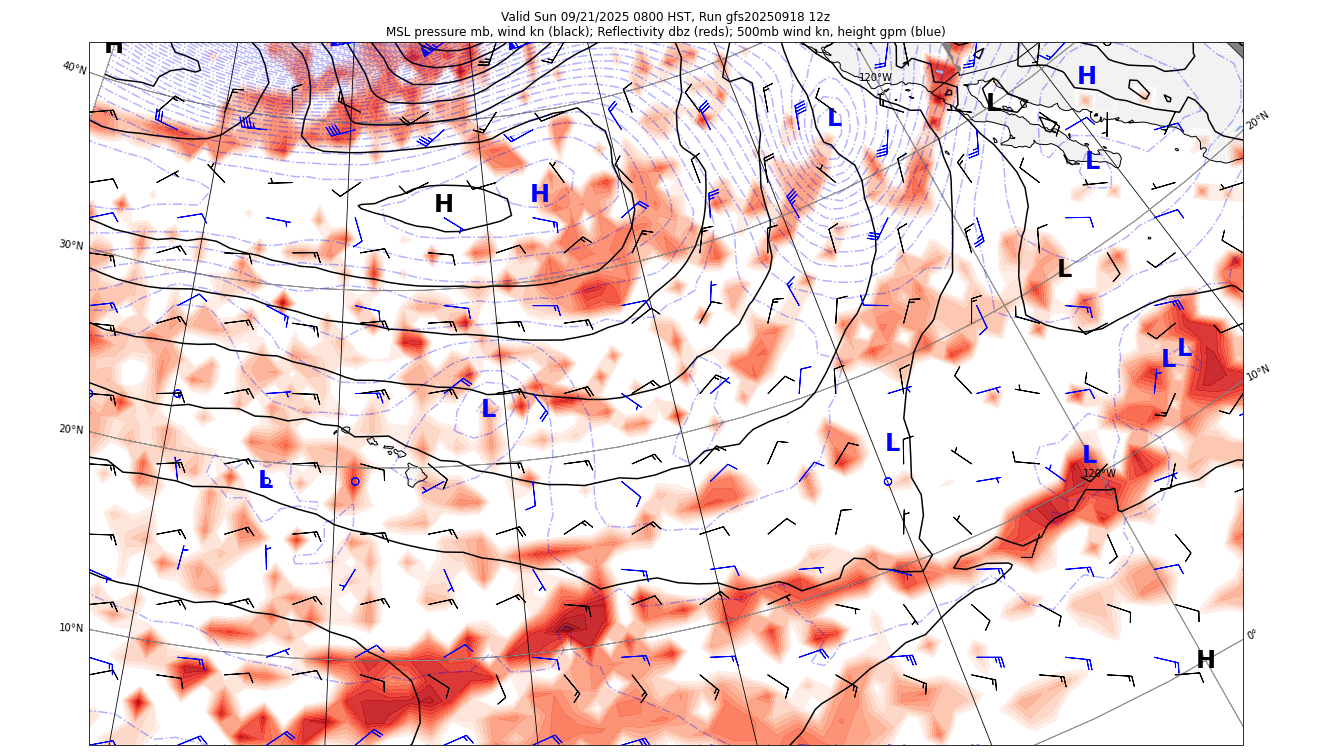 Valid Sun 09/21/2025 0800 HST, Run gfs20250918 12z
MSL pressure mb, wind kn (black); Reflectivity dbz (reds); 500mb wind kn, height gpm (blue)
H
40°N
120°W
H
L
L
20°N
L
H
H
30°N
L
L
L
10°N
L
20°N
L
L
L
120°W
10°N
0°
H